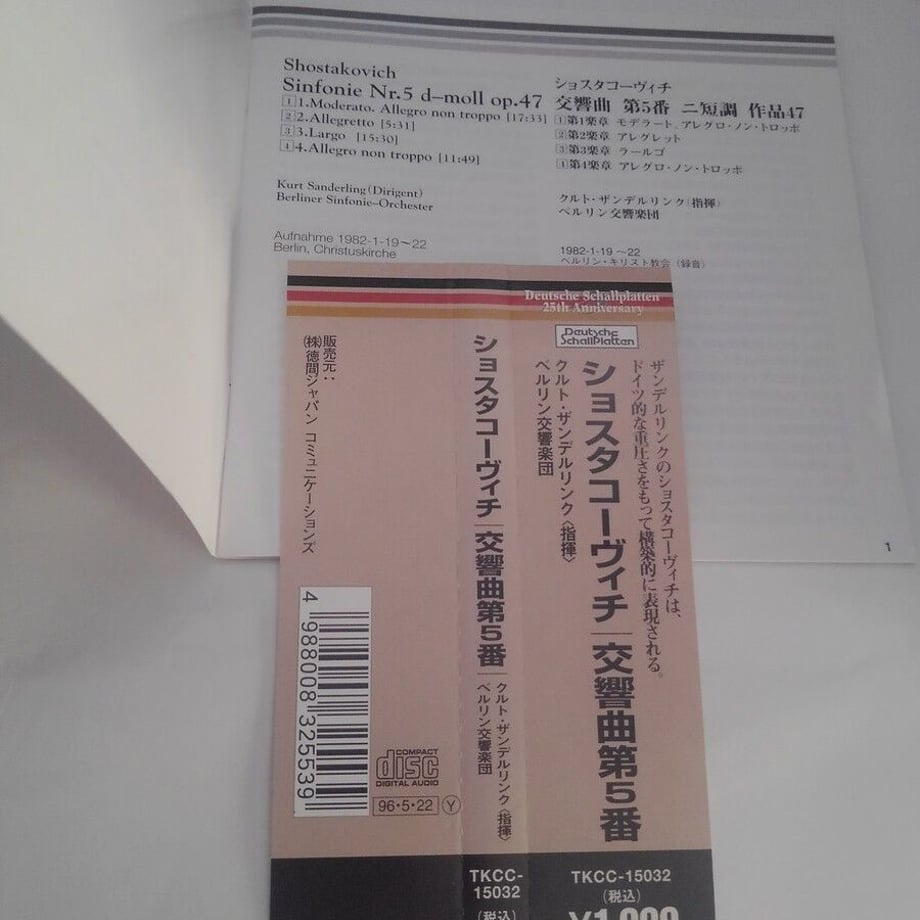 Shostakovich
Sinfonie Nr.5 d–moll op.47
1 1.Moderato. Allegro non troppo [17:33]
2 2.Allegretto [5:31]
3 3.Largo [15:30]
4 4.Allegro non troppo [11:49]
Kurt Sanderling(Dirigent)
Berliner Sinfonie–Orchester
Aufnahme 1982-1-19〜22
Berlin, Christuskirche
ショスタコーヴィチ
交響曲 第5番 ニ短調 作品47
1 第1楽章 モデラート、アレグロ・ノン・トロッポ
2 第2楽章 アレグレット
3 第3楽章 ラールゴ
4 第4楽章 アレグロ・ノン・トロッポ
クルト・ザンデルリンク(指揮)
ベルリン交響楽団
1982-1-19 〜22
ベルリン・キリスト教会(録音)
1
Deutsche Schallplatten
25th Anniversary
Deutsche
SchallPlatten
ザンデルリンクのショスタコーヴィチは、
ドイツ的な重圧さをもって構築的に表現される。
ショスタコーヴィチ|交響曲第5番
クルト・ザンデルリンク〈指揮〉
ベルリン交響楽団
TKCC-15032
(税込)
ショスタコーヴィチ|交響曲第5番
クルト・ザンデルリンク〈指揮〉
ベルリン交響楽団
TKCC-
15032
(税込)
販売元:
(株)徳間ジャパン コミュニケーションズ
4 988008 325539
COMPACT
disc
DIGITAL AUDIO
96・5・22 Y